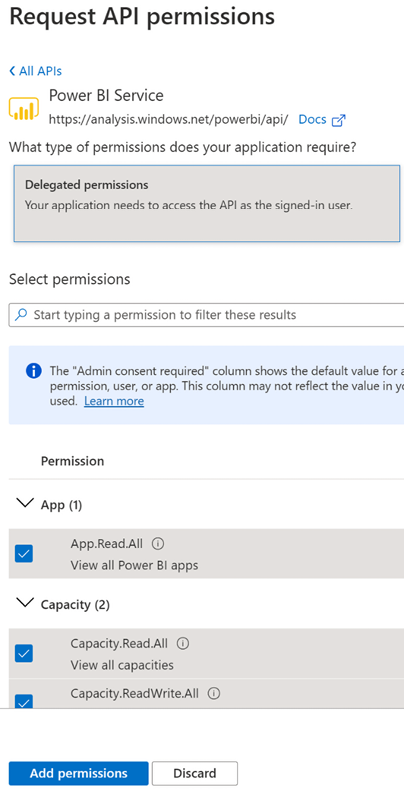 Request API permissions
All APIs
Power BI Service
https://analysis.windows.net/powerbi/api/ Docs
What type of permissions does your application require?
Delegated permissions
Your application needs to access the API as the signed-in user.
Select permissions
Start typing a permission to filter these results
The "Admin consent required" column shows the default value for a
permission, user, or app. This column may not reflect the value in yo
used. Learn more
Permission
App (1)
App.Read.All
View all Power BI apps
Capacity (2)
Capacity.Read.All
View all capacities
Capacity.ReadWrite.All
Add permissions Discard